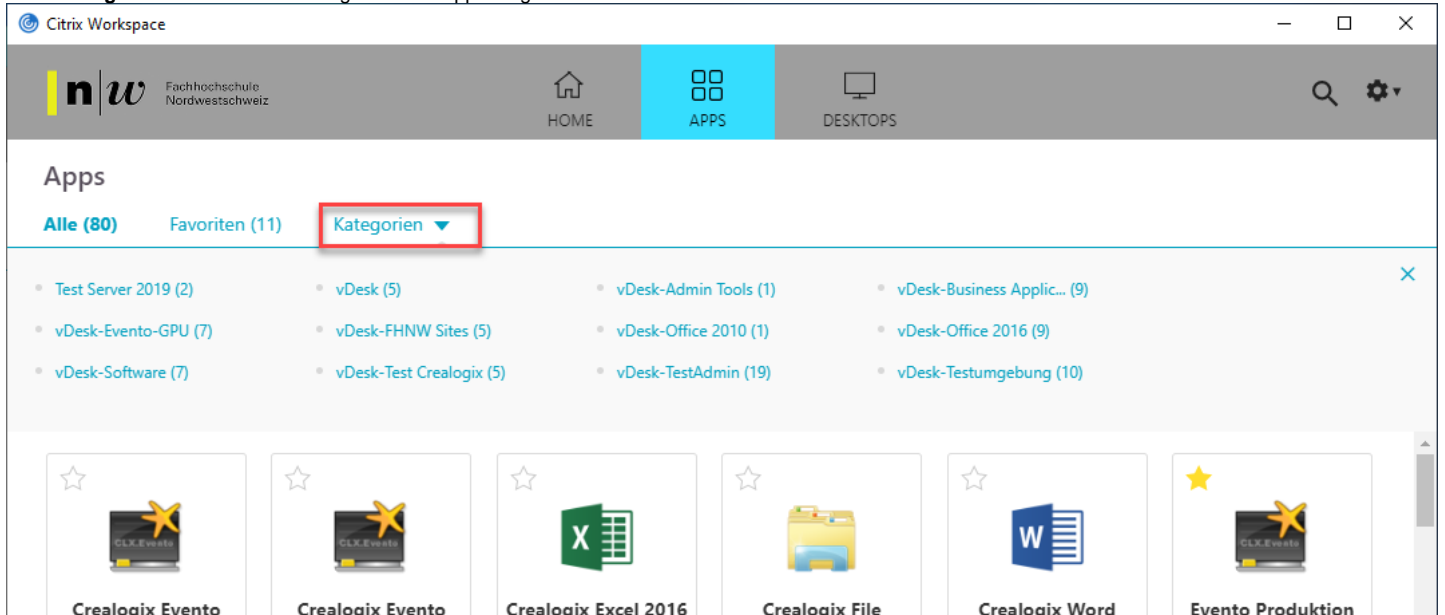 Citrix Workspace
n w Fachhochschule
Nordwestschweiz
HOME
APPS
DESKTOPS
Apps
Alle (80) Favoriten (11) Kategorien
Test Server 2019 (2) vDesk (5) vDesk-Admin Tools (1) vDesk-Business Applic... (9)
vDesk-Evento-GPU (7) vDesk-FHNW Sites (5) vDesk-Office 2010 (1) vDesk-Office 2016 (9)
vDesk-Software (7) vDesk-Test Crealogix (5) vDesk-TestAdmin (19) vDesk-Testumgebung (10)
CLX.Evento CLX.Evento X W CLX.Evento
Crealogix Evento Crealogix Evento Crealogix Excel 2016 Crealogix File Crealogix Word Evento Produktion